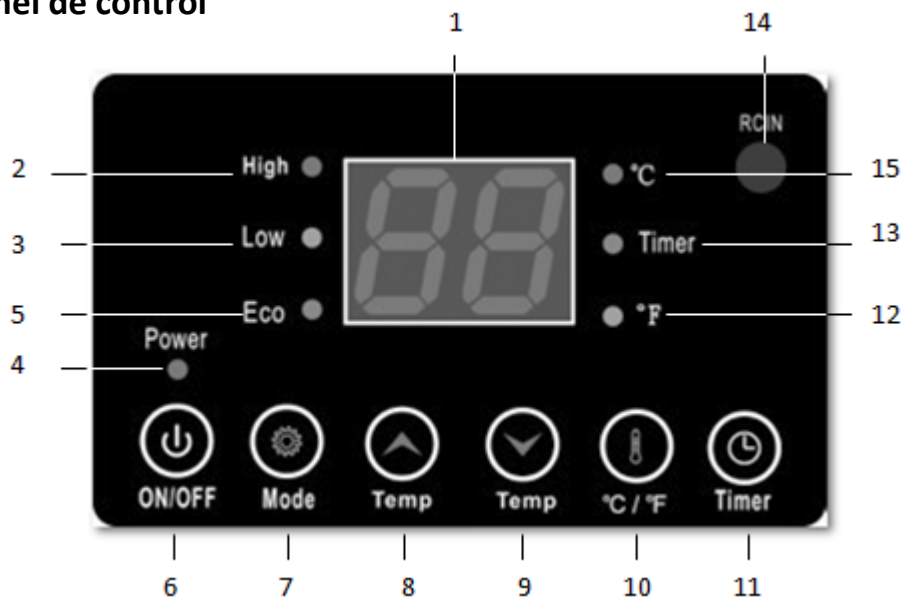 nel de control
1 14
RCIN
2 High °C 15
3 Low Timer 13
5 Eco °F 12
Power
4
88
ON/OFF Mode Temp Temp °C / °F Timer
6 7 8 9 10 11